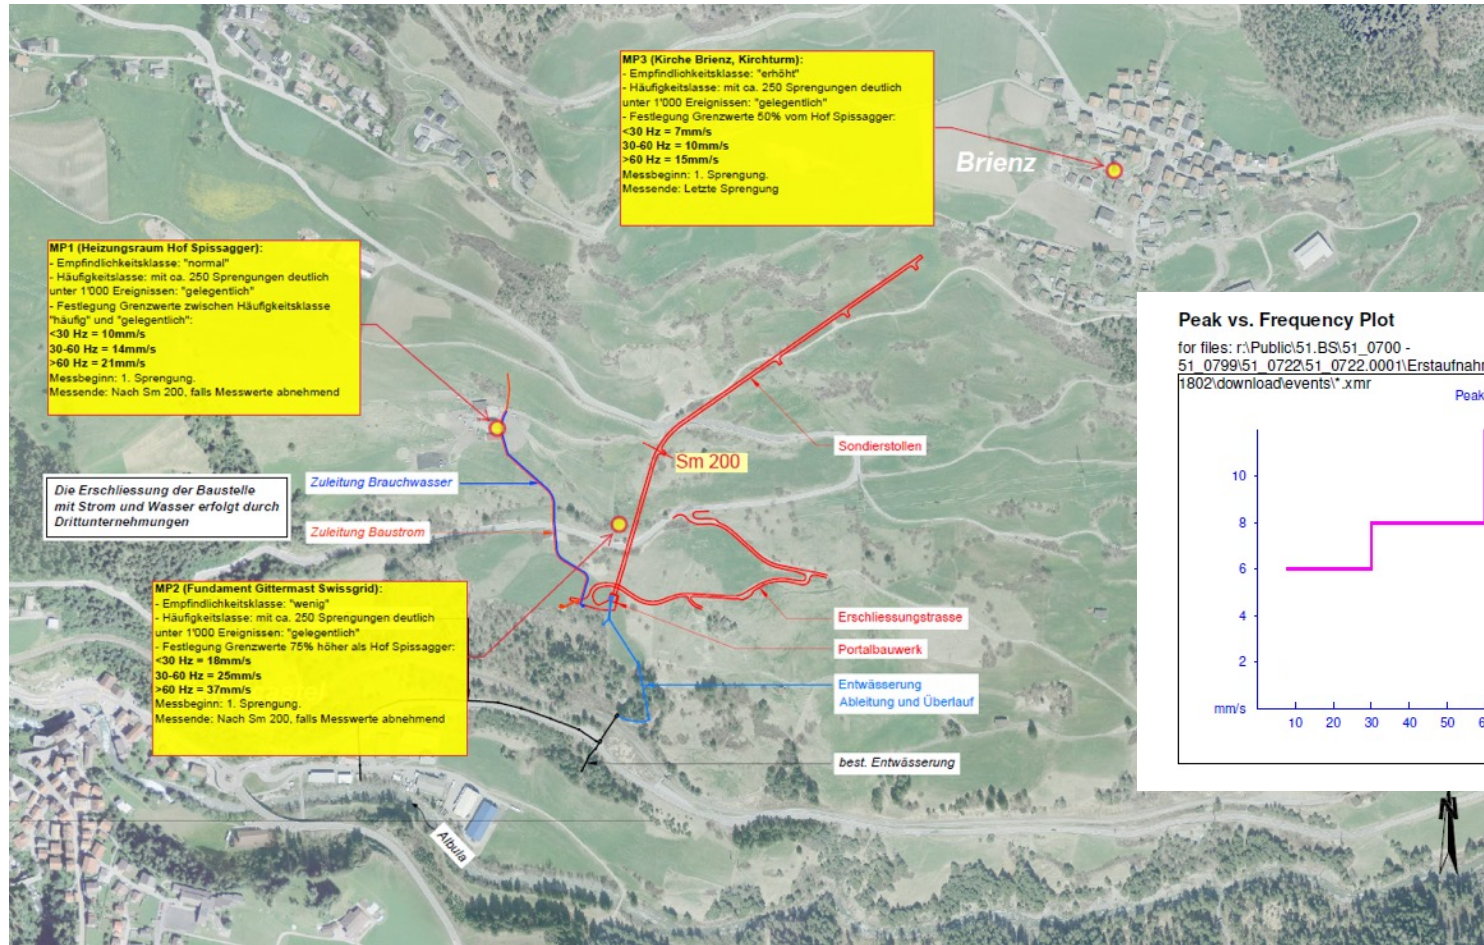 MP3 (Kirche Brienz, Kirchturm):
- Empfindlichkeitsklasse: "erhöht"
- Häufigkeitslasse: mit ca. 250 Sprengungen deutlich
unter 1'000 Ereignissen: "gelegentlich"
- Festlegung Grenzwerte 50% vom Hof Spissagger:
<30 Hz = 7mm/s
30-60 Hz = 10mm/s
>60 Hz = 15mm/s
Messbeginn: 1. Sprengung.
Messende: Letzte Sprengung
Brienz
MP1 (Heizungsraum Hof Spissagger):
- Empfindlichkeitsklasse: "normal"
- Häufigkeitslasse: mit ca. 250 Sprengungen deutlich
unter 1'000 Ereignissen: "gelegentlich"
- Festlegung Grenzwerte zwischen Häufigkeitsklasse
"häufig" und "gelegentlich":
<30 Hz = 10mm/s
30-60 Hz = 14mm/s
>60 Hz = 21mm/s
Messbeginn: 1. Sprengung.
Messende: Nach Sm 200, falls Messwerte abnehmend
Peak vs. Frequency Plot
for files: r:\Public\51.BS\51_0700 -
51_0799\51_0722\51_0722.0001\Erstaufnahm
1802\download\events\*.xmr
Peak
10
8
6
4
2
mm/s
10 20 30 40 50 6
Sondierstollen
Sm 200
Die Erschliessung der Baustelle
mit Strom und Wasser erfolgt durch
Drittunternehmungen
Zuleitung Brauchwasser
Zuleitung Baustrom
MP2 (Fundament Gittermast Swissgrid):
- Empfindlichkeitsklasse: "wenig"
- Häufigkeitslasse: mit ca. 250 Sprengungen deutlich
unter 1'000 Ereignissen: "gelegentlich"
- Festlegung Grenzwerte 75% höher als Hof Spissagger:
<30 Hz = 18mm/s
30-60 Hz = 25mm/s
>60 Hz = 37mm/s
Messbeginn: 1. Sprengung.
Messende: Nach Sm 200, falls Messwerte abnehmend
Erschliessungstrasse
Portalbauwerk
Entwässerung
Ableitung und Überlauf
best. Entwässerung
Albula